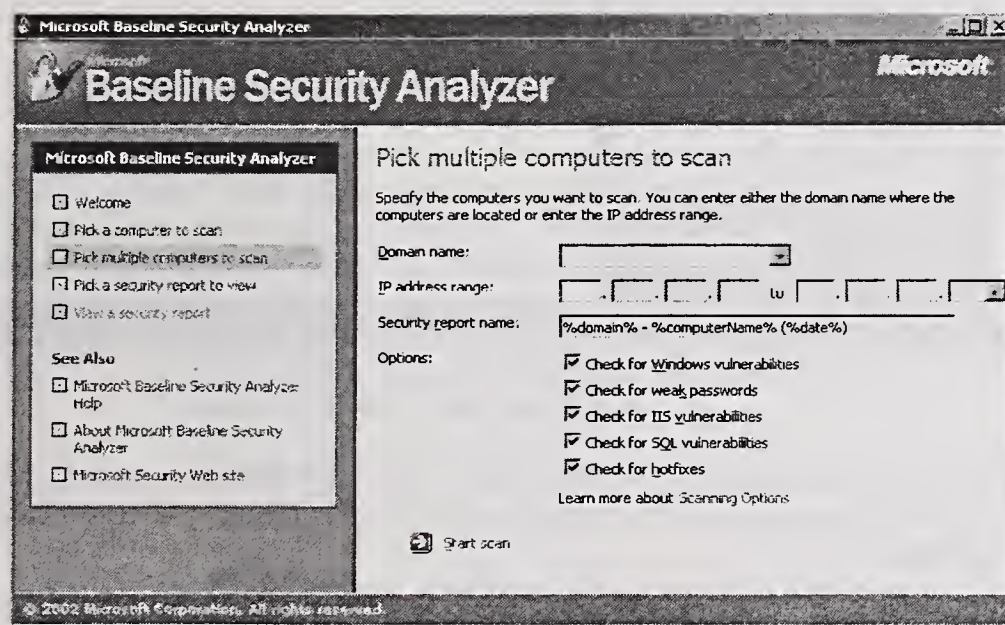 Microsoft Baseline Security Analyzer
Microsoft
Baseline Security Analyzer
Microsoft
Microsoft Baseline Security Analyzer
Welcome
Pick a computer to scan
Pick multiple computers to scan
Pick a security report to view
View a security report
See Also
Microsoft Baseline Security Analyzer
Help
About Microsoft Baseline Security
Analyzer
Microsoft Security Web site
Pick multiple computers to scan
Specify the computers you want to scan. You can enter either the domain name where the
computers are located or enter the IP address range.
Domain name:
IP address range:
to
Security report name:
%domain% - %computerName% (%date%)
Options:
Check for Windows vulnerabilities
Check for weak passwords
Check for IIS vulnerabilities
Check for SQL vulnerabilities
Check for hotfixes
Learn more about Scanning Options
Start scan
© 2002 Microsoft Corporation. All rights reserved.